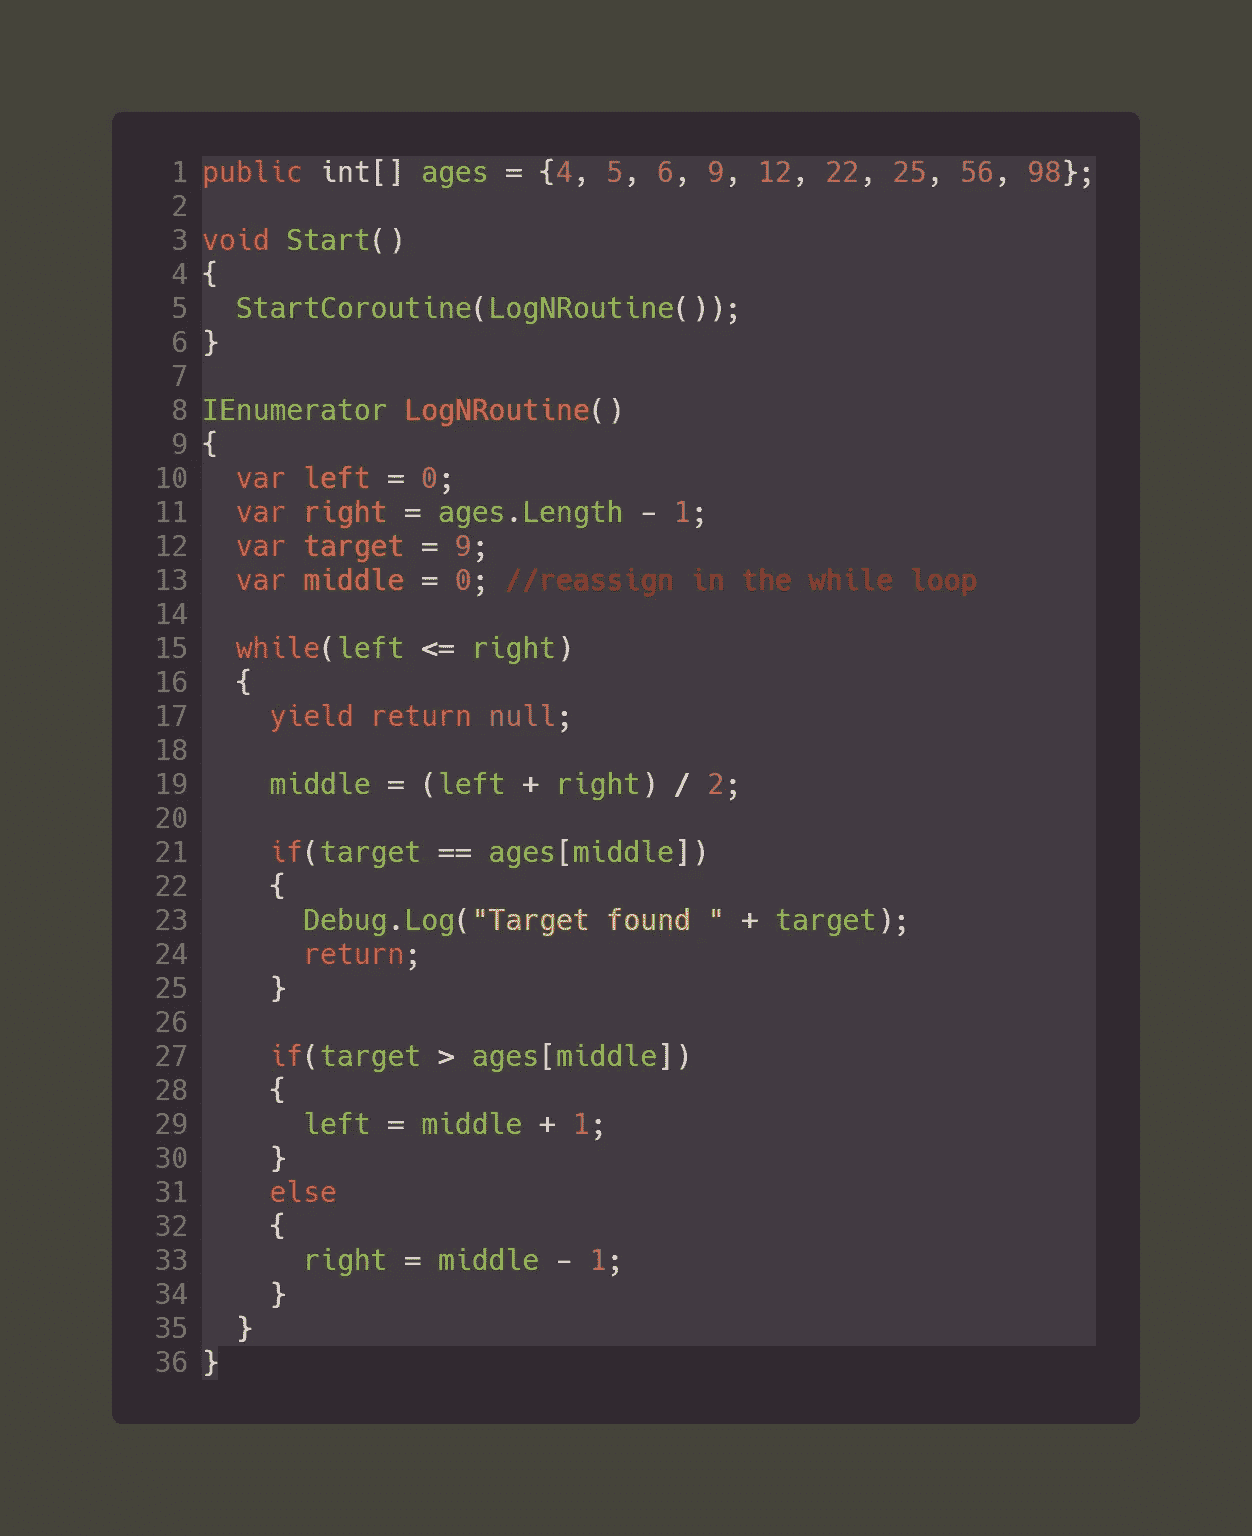 1 public int[] ages = {4, 5, 6, 9, 12, 22, 25, 56, 98};
2
3 void Start()
4 {
5   StartCoroutine(LogNRoutine());
6 }
7
8 IEnumerator LogNRoutine()
9 {
10   var left = 0;
11   var right = ages.Length - 1;
12   var target = 9;
13   var middle = 0; //reassign in the while loop
14
15   while(left <= right)
16   {
17     yield return null;
18
19     middle = (left + right) / 2;
20
21     if(target == ages[middle])
22     {
23       Debug.Log("Target found " + target);
24       return;
25     }
26
27     if(target > ages[middle])
28     {
29       left = middle + 1;
30     }
31     else
32     {
33       right = middle - 1;
34     }
35   }
36 }